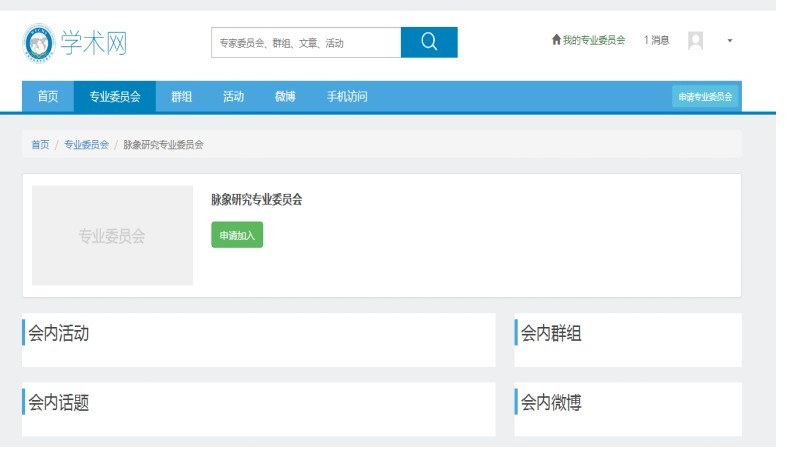 学术网
专家委员会、群组、文章、活动
我的专业委员会 1 消息
首页 专业委员会 群组 活动 微博 手机访问 申请专业委员会
首页 / 专业委员会 / 脉象研究专业委员会
专业委员会
脉象研究专业委员会
申请加入
会内活动
会内群组
会内话题
会内微博